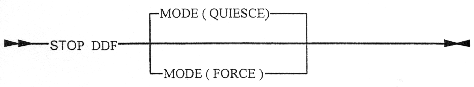 MODE ( QUIESCE)
STOP DDF
MODE ( FORCE )